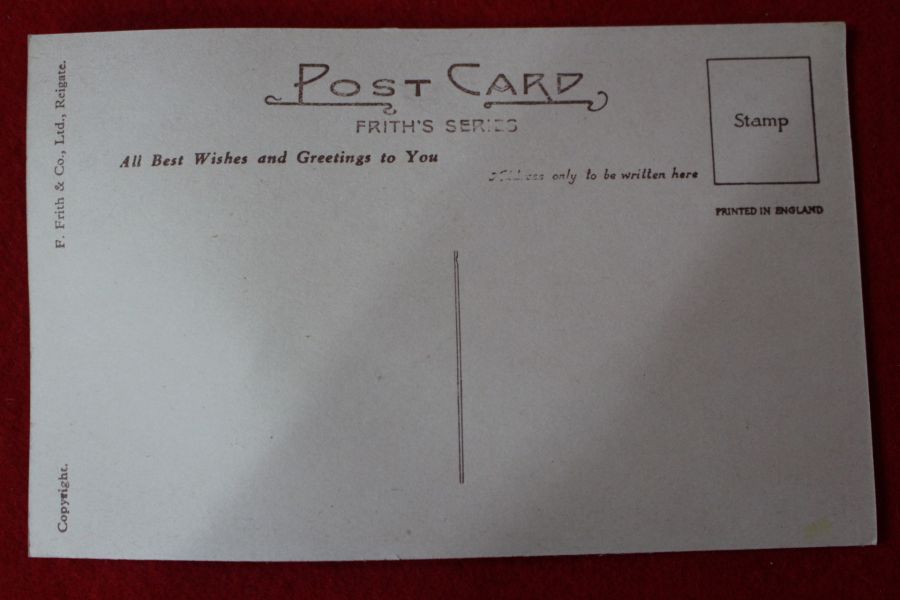 POST CARD
FRITH'S SERIES
Stamp
All Best Wishes and Greetings to You
Address only to be written here
PRINTED IN ENGLAND
F. Frith & Co., Ltd., Reigate.
Copyright.